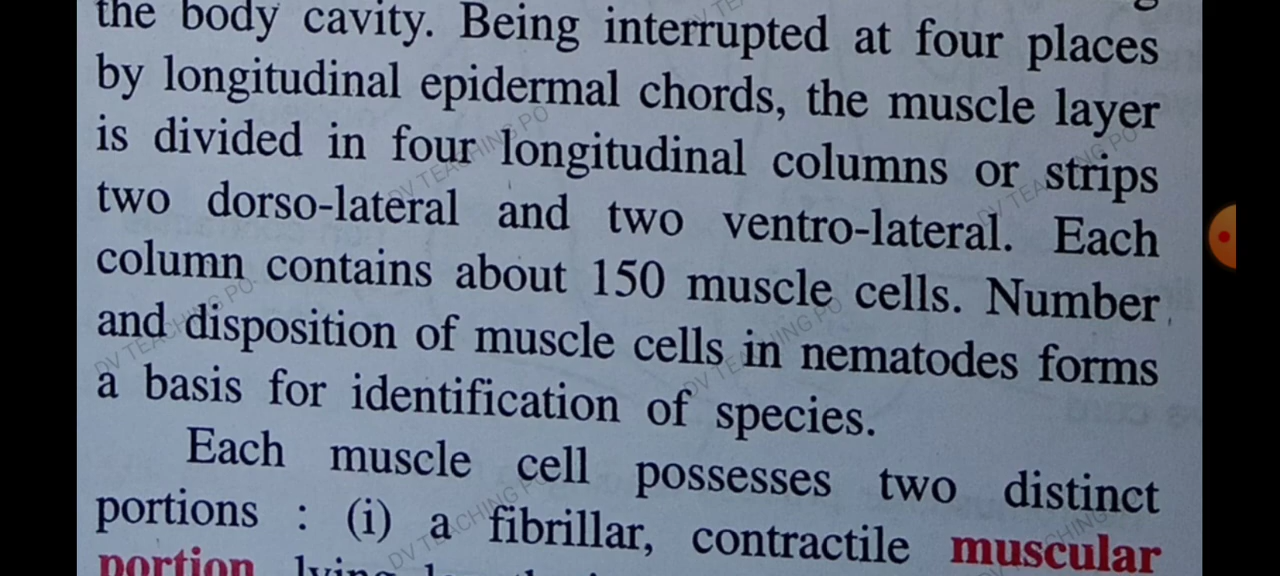 the body cavity. Being interrupted at four places
by longitudinal epidermal chords, the muscle layer
is divided in four longitudinal columns or strips
two dorso-lateral and two ventro-lateral. Each
column contains about 150 muscle cells. Number
and disposition of muscle cells in nematodes forms
a basis for identification of species.
Each muscle cell possesses two distinct
portions : (i) a fibrillar, contractile muscular
portion lying